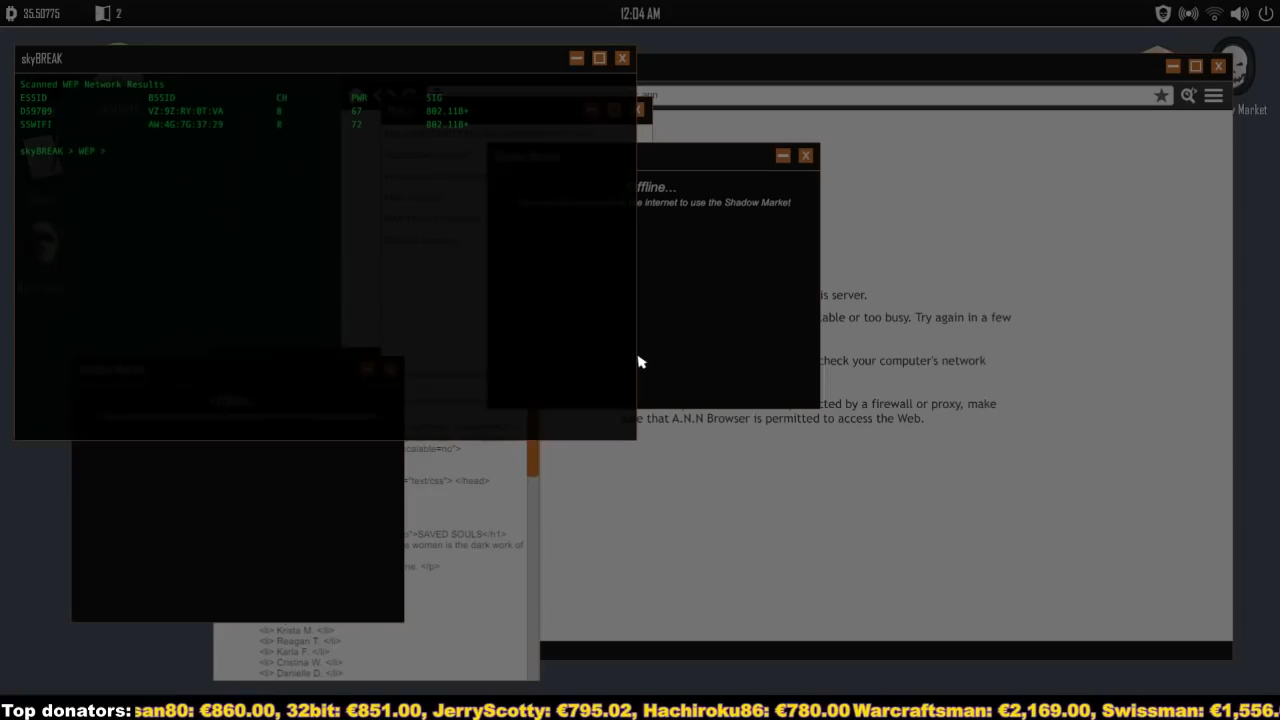 35.50775
2
12:04 AM
skyBREAK
Scanned WEP Network Results
ESSID BSSID CH PWR SIG
D59709 VZ:9Z:RY:0T:VA 8 67 802.11B+
SSWIFI AW:4G:7G:37:29 8 72 802.11B+
skyBREAK > WEP >
Market
ffline...
the internet to use the Shadow Market
is server.
able or too busy. Try again in a few
check your computer's network
cted by a firewall or proxy, make
that A.N.N Browser is permitted to access the Web.
calable=no">
="text/css"> </head>
">SAVED SOULS</h1>
e women is the dark work of
ne. </p>
<li> Krista M. </li>
<li> Reagan T. </li>
<li> Karla F. </li>
<li> Cristina W. </li>
<li> Danielle D. </li>
Top donators: san80: €860.00, 32bit: €851.00, JerryScotty: €795.02, Hachiroku86: €780.00 Warcraftsman: €2,169.00, Swissman: €1,556.